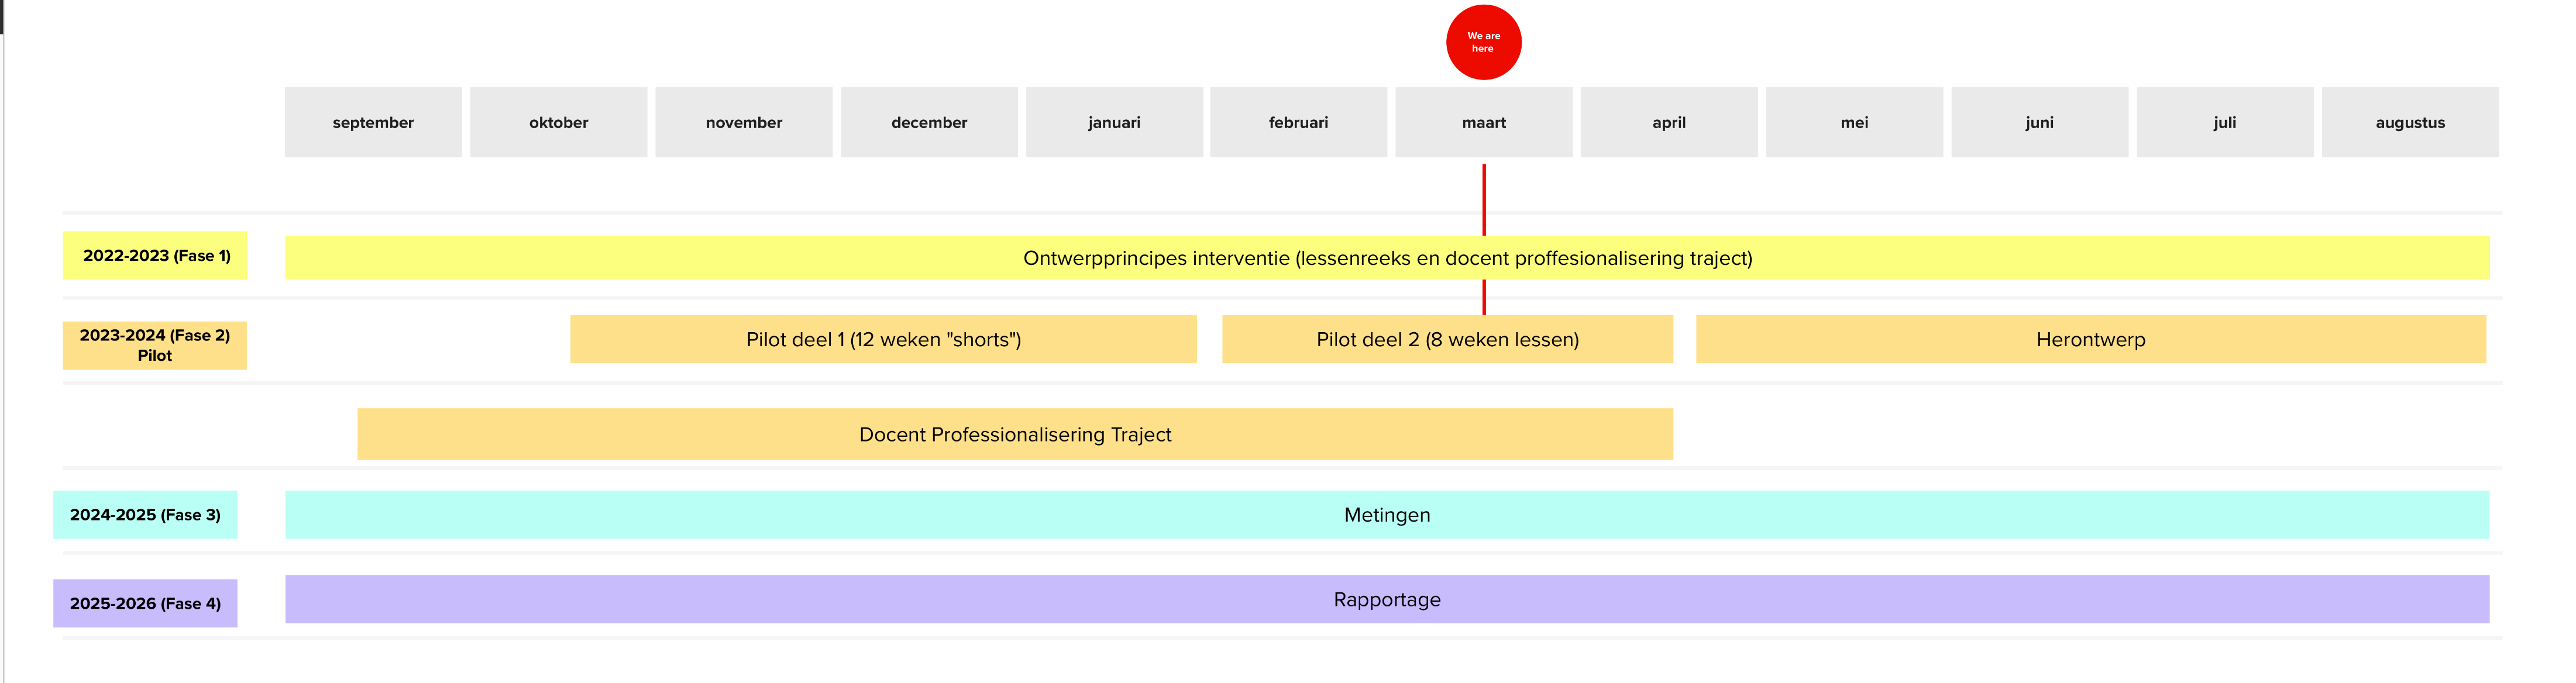 We are
here
september
oktober
november
december
januari
februari
maart
april
mei
juni
juli
augustus
2022-2023 (Fase 1)
Ontwerpprincipes interventie (lessenreeks en docent proffesionalisering traject)
2023-2024 (Fase 2)
Pilot
Pilot deel 1 (12 weken "shorts")
Pilot deel 2 (8 weken lessen)
Herontwerp
Docent Professionalisering Traject
2024-2025 (Fase 3)
Metingen
2025-2026 (Fase 4)
Rapportage